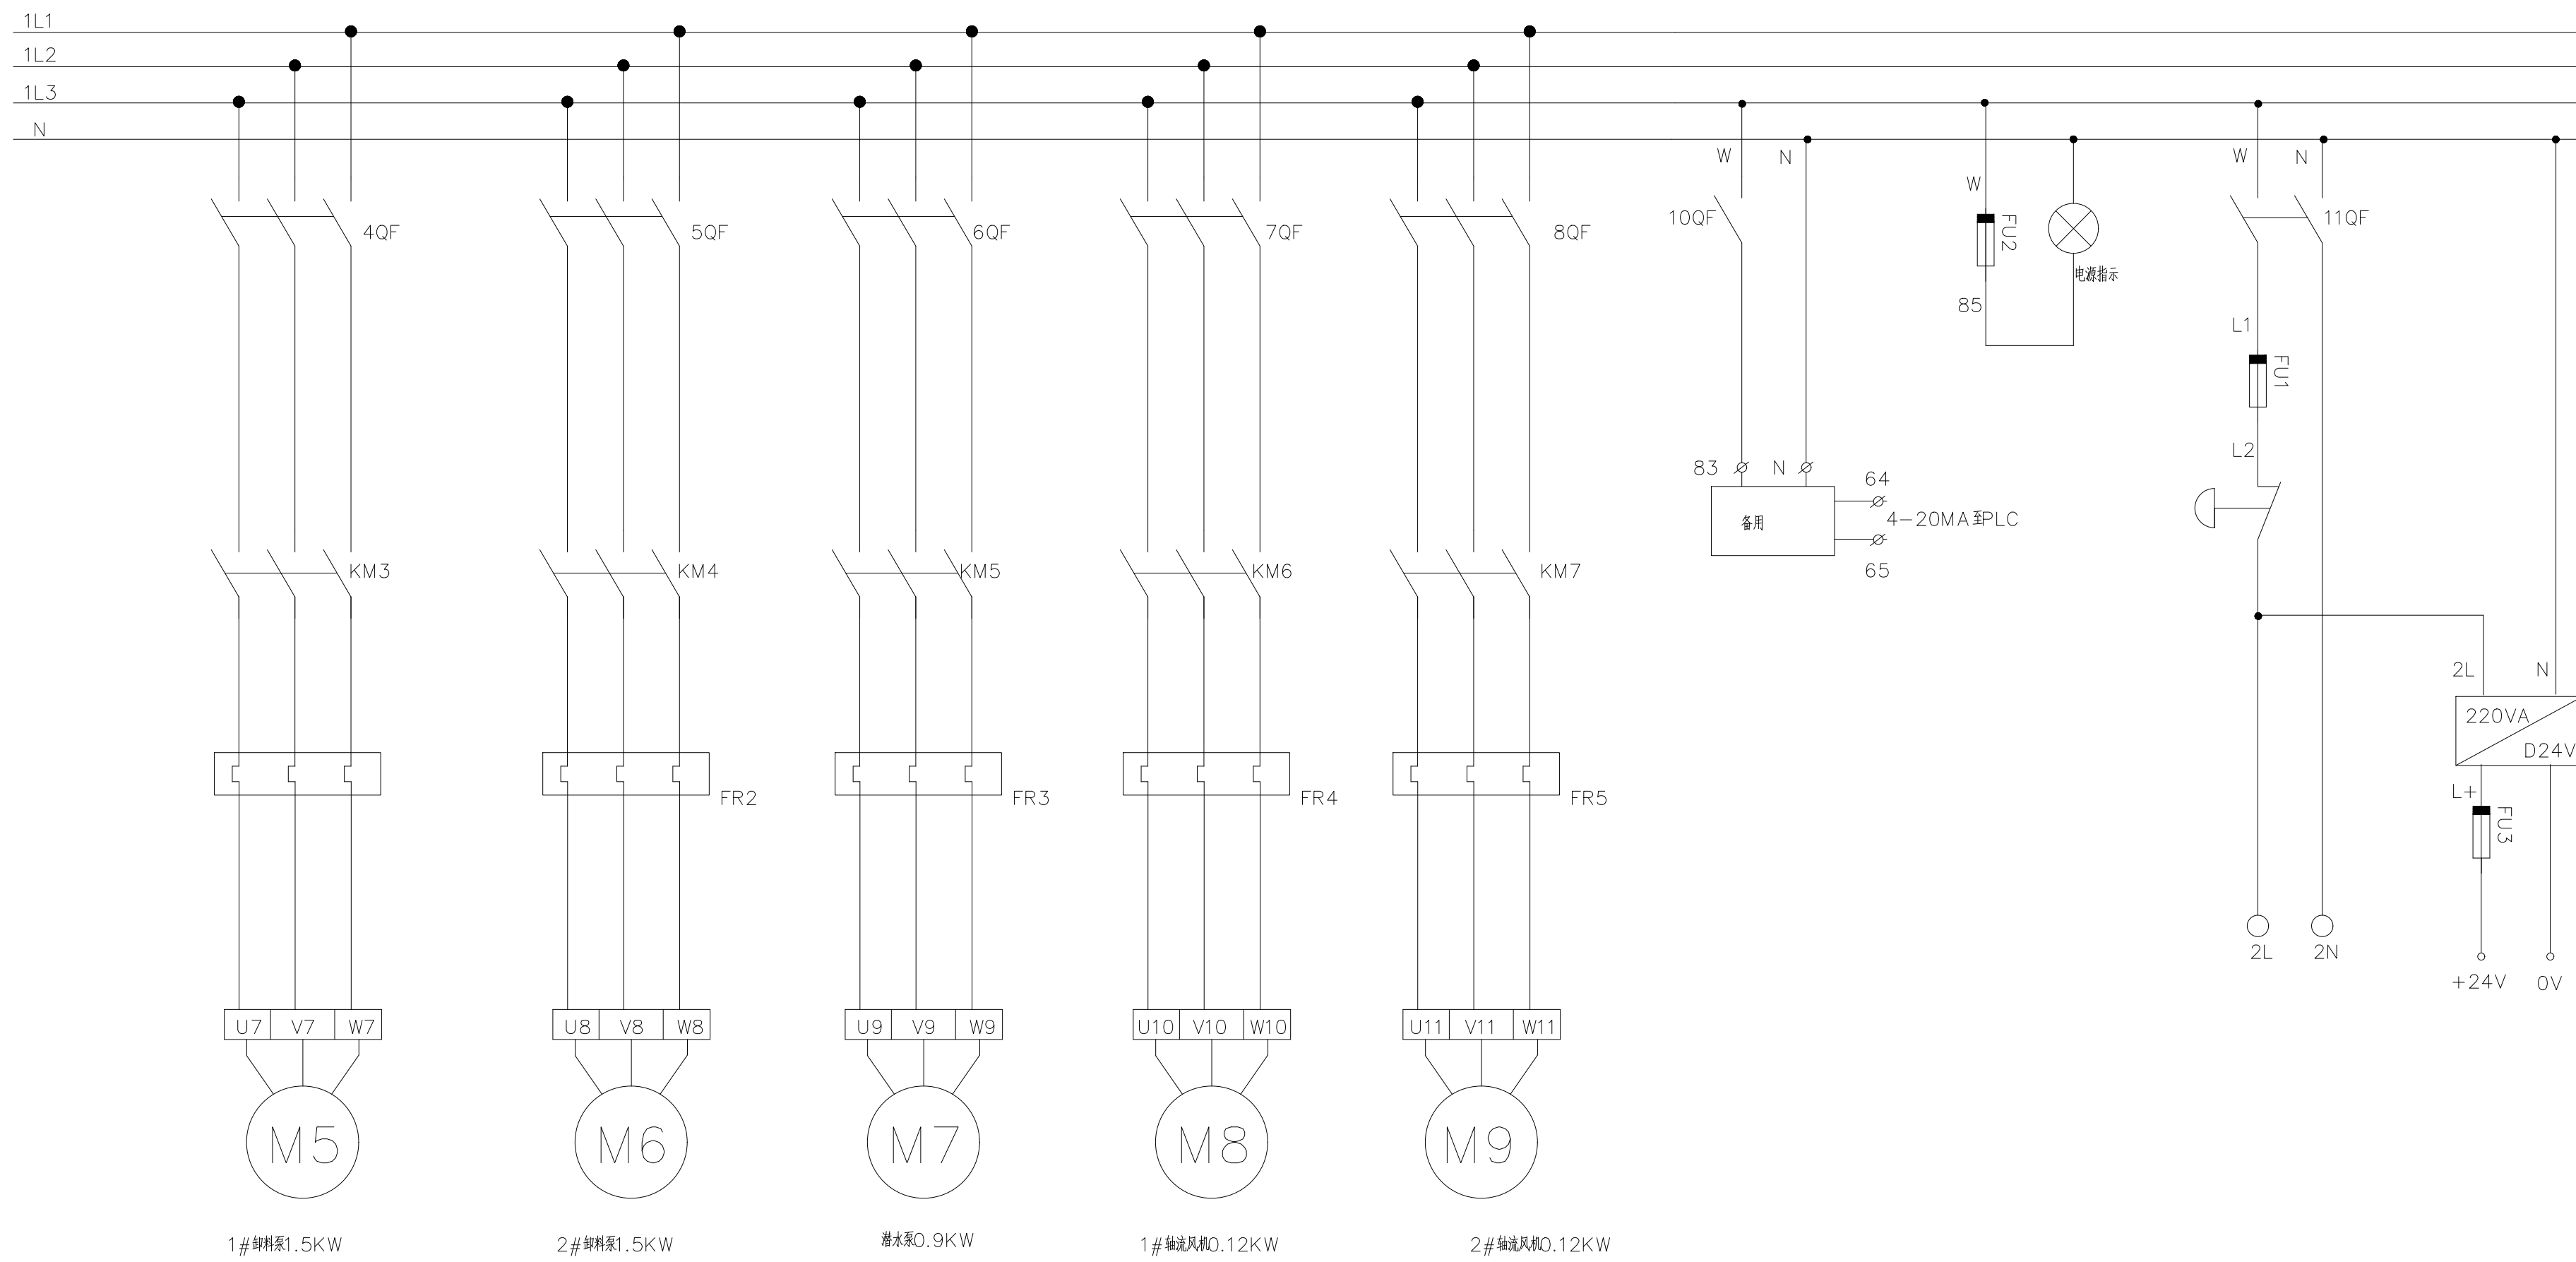 1L1
1L2
1L3
N
W
N
W
W
N
4QF
5QF
6QF
7QF
8QF
10QF
FU2
11QF
电源指示
85
L1
FU1
L2
83
N
64
备用
4-20MA至PLC
65
KM3
KM4
KM5
KM6
KM7
2L
N
220VA
D24V
FR2
FR3
FR4
FR5
L+
FU3
2L
2N
+24V
0V
U7 V7 W7
U8 V8 W8
U9 V9 W9
U10 V10 W10
U11 V11 W11
M5
M6
M7
M8
M9
1#卸料泵1.5KW
2#卸料泵1.5KW
潜水泵0.9KW
1#轴流风机0.12KW
2#轴流风机0.12KW